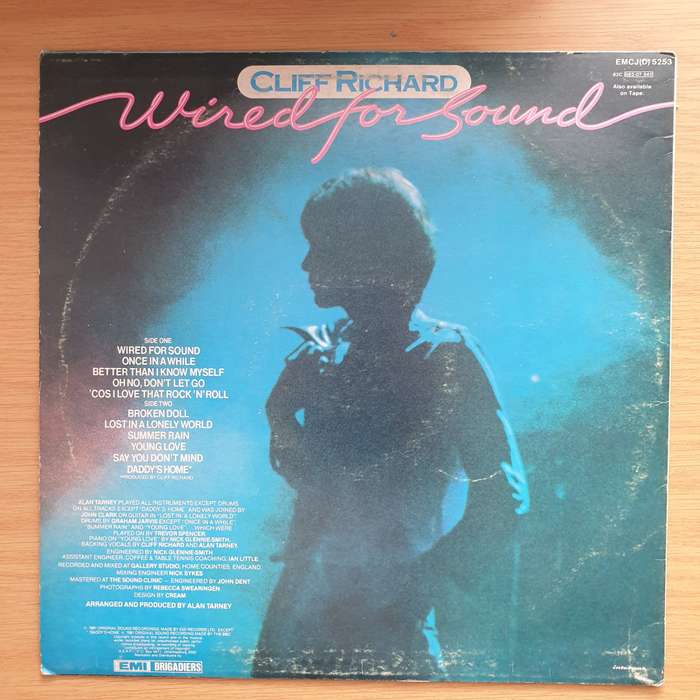 EMCJ(D) 5253
CLIFF RICHARD
Wired for Sound
Also available
on Tape.
SIDE ONE
WIRED FOR SOUND
ONCE IN A WHILE
BETTER THAN I KNOW MYSELF
OH NO, DON'T LET GO
'COS I LOVE THAT ROCK 'N' ROLL
SIDE TWO
BROKEN DOLL
LOST IN A LONELY WORLD
SUMMER RAIN
YOUNG LOVE
SAY YOU DON'T MIND
DADDY'S HOME*
*PRODUCED BY CLIFF RICHARD
ALAN TARNEY PLAYED ALL INSTRUMENTS EXCEPT DRUMS
ON ALL TRACKS EXCEPT "DADDY'S HOME" AND WAS JOINED BY
JOHN CLARK ON GUITAR IN "LOST IN A LONELY WORLD".
DRUMS BY GRAHAM JARVIS EXCEPT "ONCE IN A WHILE",
"SUMMER RAIN" AND "YOUNG LOVE"... WHICH WERE
PLAYED ON BY TREVOR SPENCER.
PIANO ON "YOUNG LOVE" BY NICK GLENNIE-SMITH.
BACKING VOCALS BY CLIFF RICHARD AND ALAN TARNEY.
ENGINEERED BY NICK GLENNIE-SMITH
ASSISTANT ENGINEER, COFFEE & TABLE TENNIS COACHING, IAN LITTLE
RECORDED AND MIXED AT GALLERY STUDIO, HOME COUNTIES, ENGLAND
MIXING ENGINEER NICK SYKES
MASTERED AT THE SOUND CLINIC – ENGINEERED BY JOHN DENT
PHOTOGRAPHS BY REBECCA SWEARINGEN
DESIGN BY CREAM
ARRANGED AND PRODUCED BY ALAN TARNEY
EMI BRIGADIERS